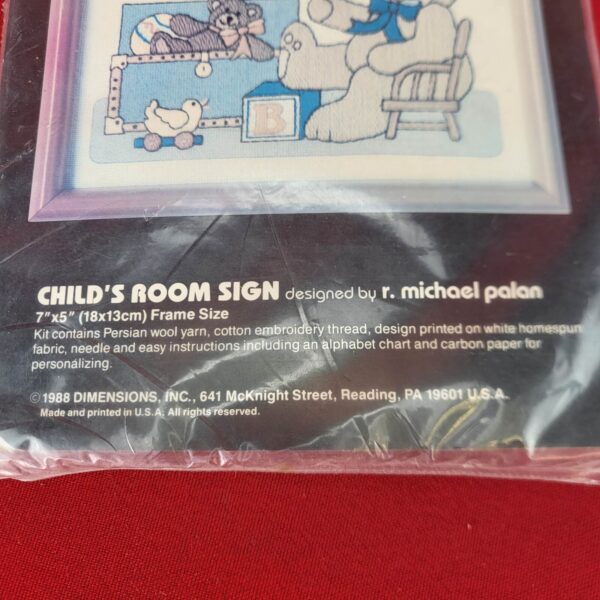 B
CHILD'S ROOM SIGN designed by r. michael palan
7"x5" (18x13cm) Frame Size
Kit contains Persian wool yarn, cotton embroidery thread, design printed on white homespun
fabric, needle and easy instructions including an alphabet chart and carbon paper for
personalizing.
©1988 DIMENSIONS, INC., 641 McKnight Street, Reading, PA 19601 U.S.A.
Made and printed in U.S.A. All rights reserved.